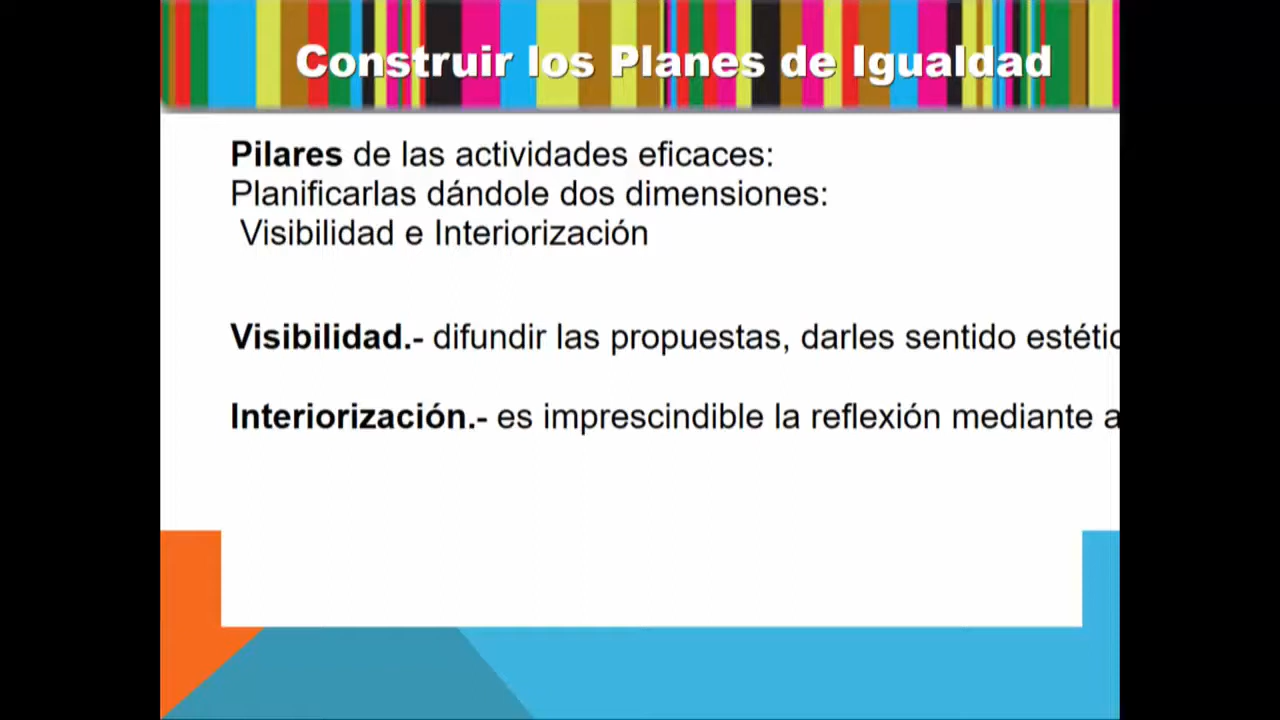 Construir los Planes de Igualdad
Pilares de las actividades eficaces:
Planificarlas dándole dos dimensiones:
Visibilidad e Interiorización
Visibilidad.- difundir las propuestas, darles sentido
Interiorización.- es imprescindible la reflexión mediante